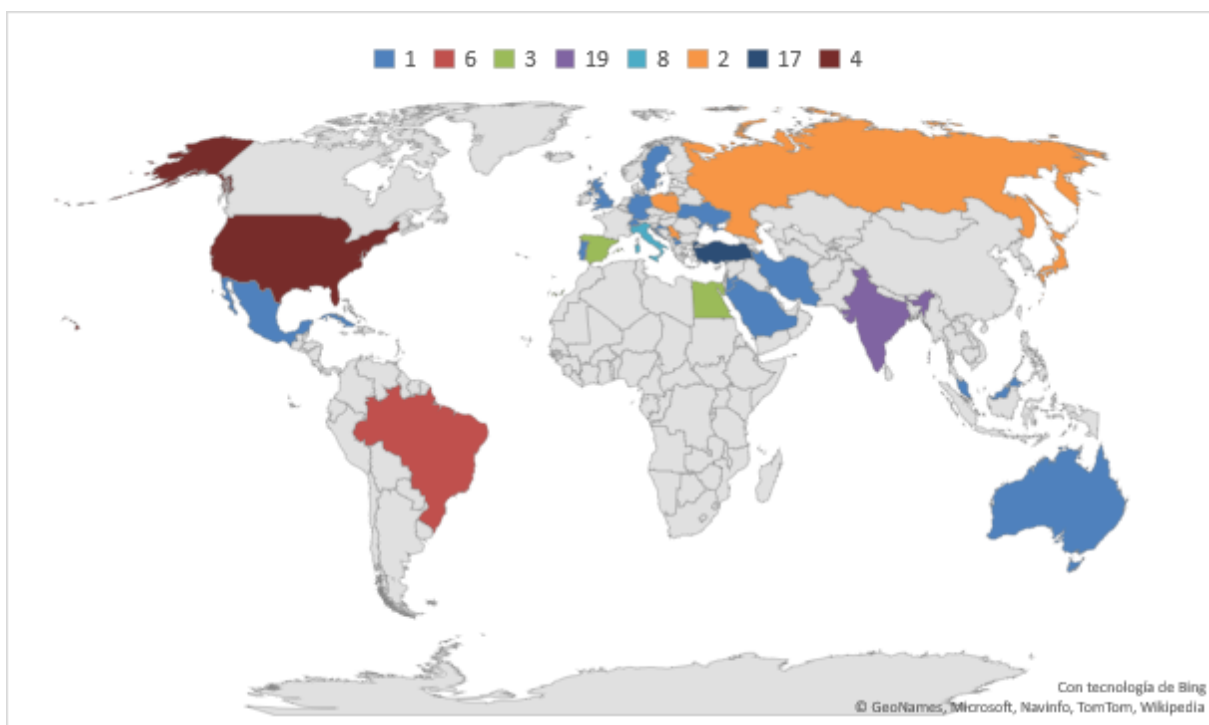 1 6 3 19 8 2 17 4
Con tecnología de Bing
© GeoNames, Microsoft, Navinfo, TomTom, Wikipedia